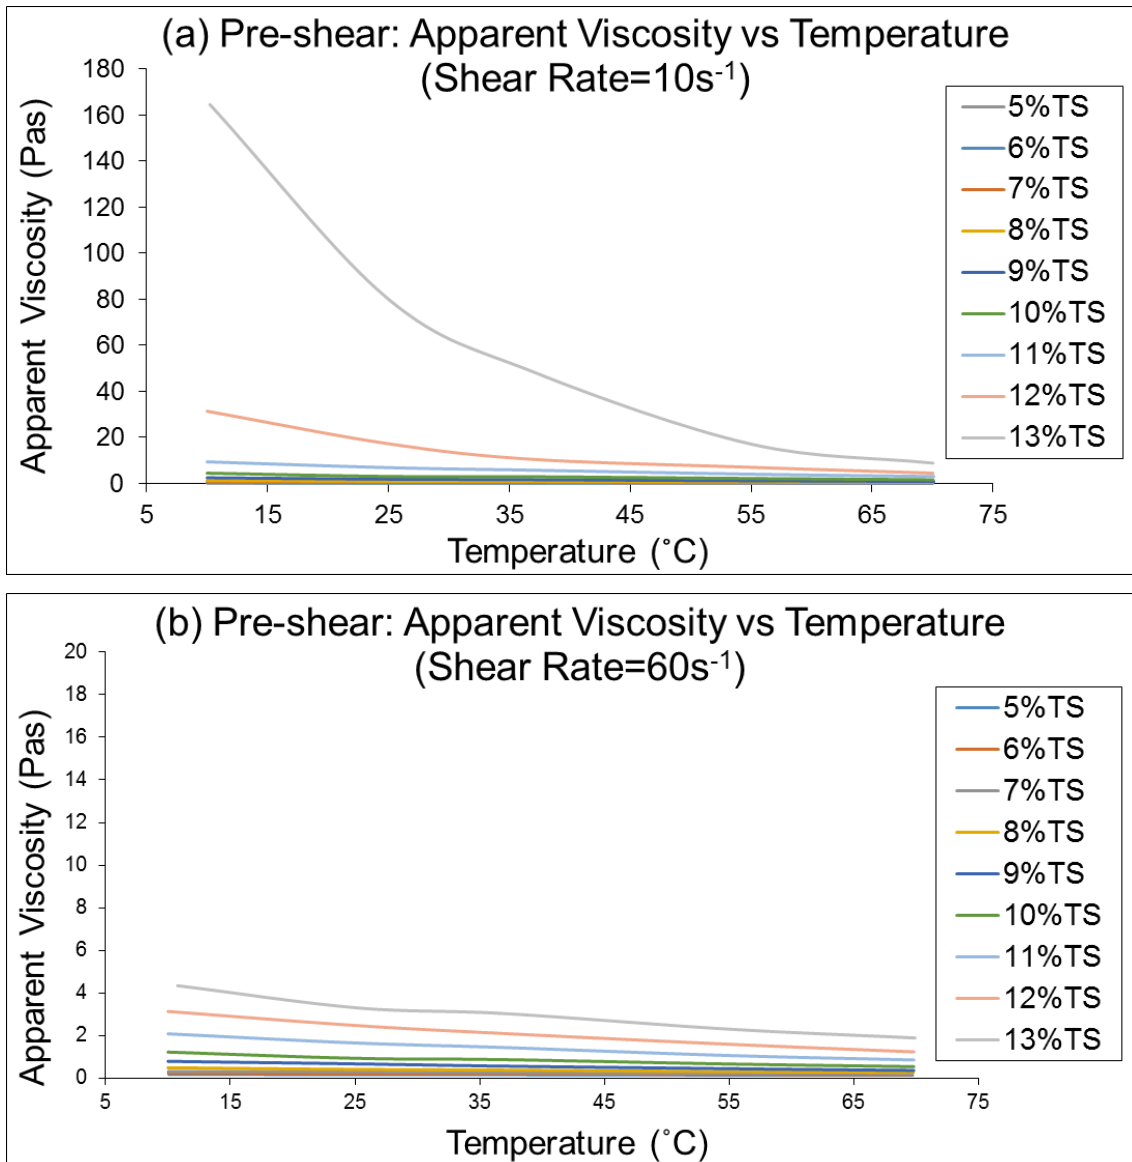 (a) Pre-shear: Apparent Viscosity vs Temperature
(Shear Rate=10s-1)
Apparent Viscosity (Pas)
180
160
140
120
100
80
60
40
20
0
5 15 25 35 45 55 65 75
Temperature (˚C)
5%TS
6%TS
7%TS
8%TS
9%TS
10%TS
11%TS
12%TS
13%TS
(b) Pre-shear: Apparent Viscosity vs Temperature
(Shear Rate=60s-1)
Apparent Viscosity (Pas)
20
18
16
14
12
10
8
6
4
2
0
5 15 25 35 45 55 65 75
Temperature (˚C)
5%TS
6%TS
7%TS
8%TS
9%TS
10%TS
11%TS
12%TS
13%TS